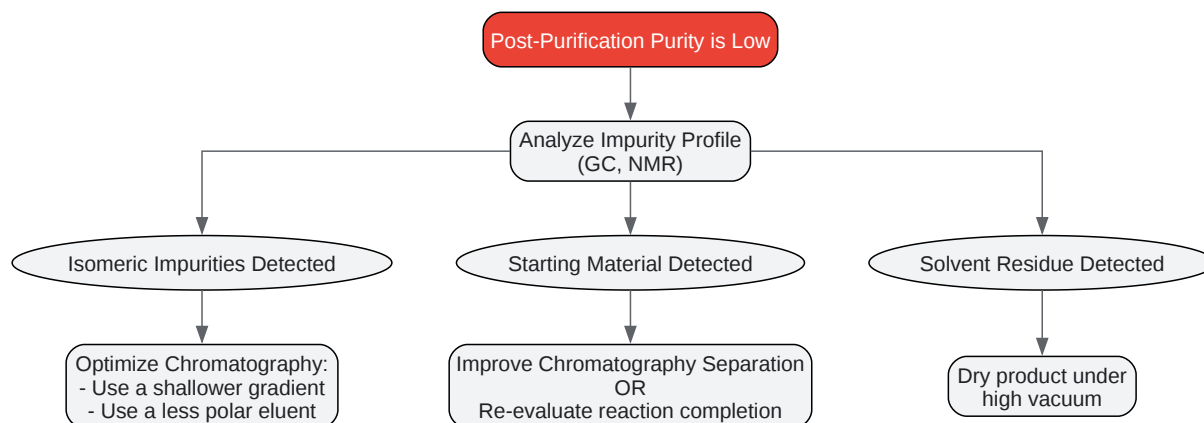 Post-Purification Purity is Low
Analyze Impurity Profile
(GC, NMR)
Isomeric Impurities Detected
Starting Material Detected
Solvent Residue Detected
Optimize Chromatography:
- Use a shallower gradient
- Use a less polar eluent
Improve Chromatography Separation
OR
Re-evaluate reaction completion
Dry product under
high vacuum